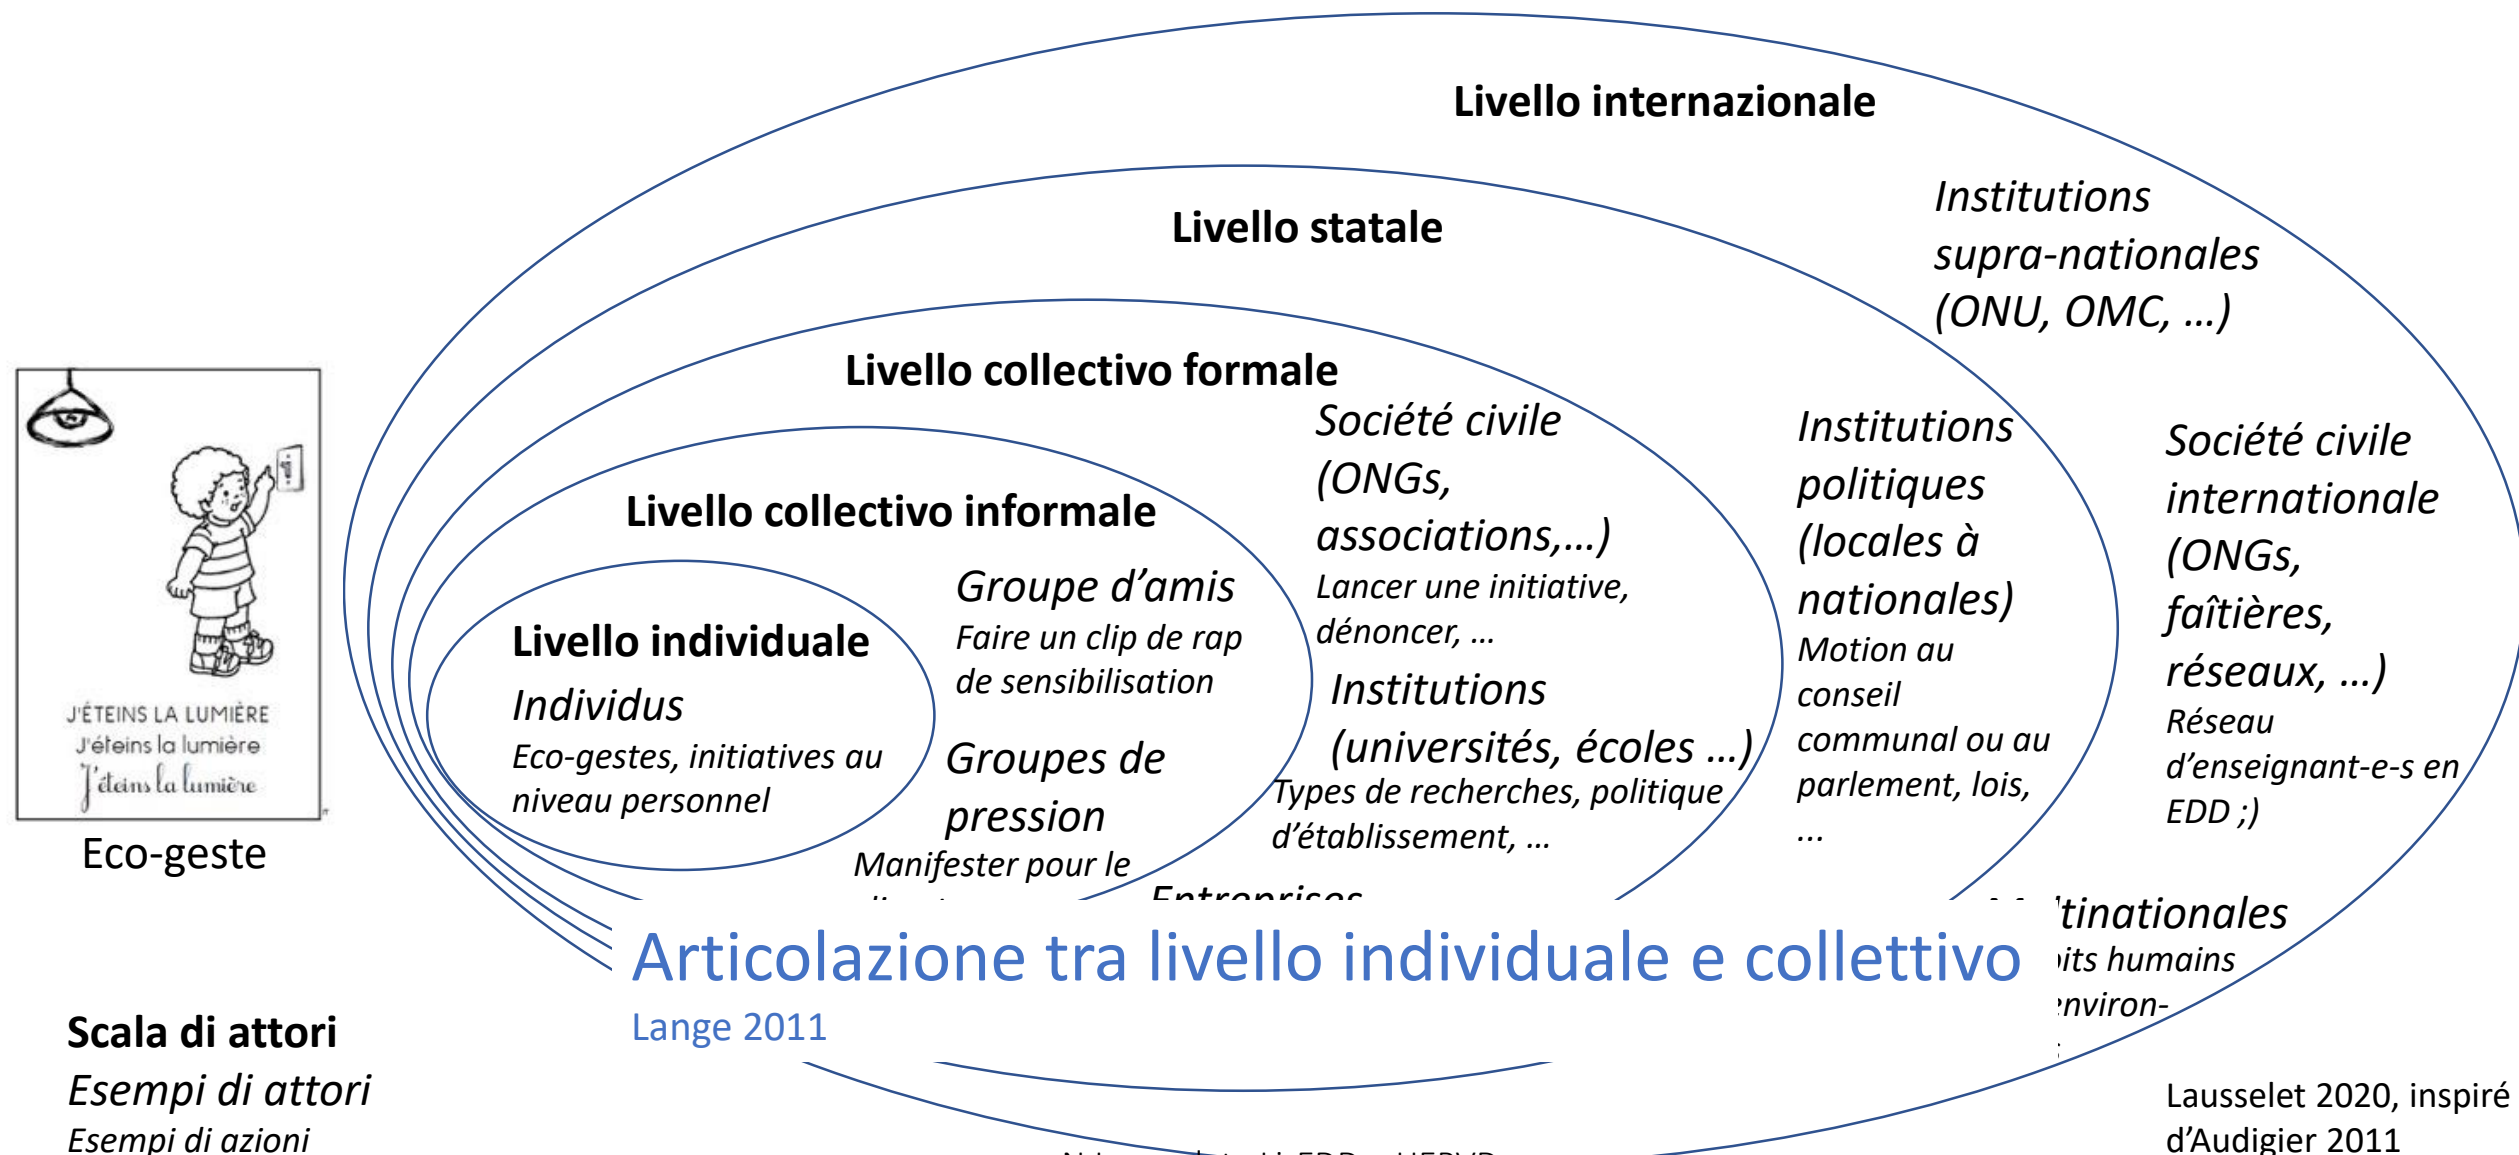 Livello internazionale
Institutions
supra-nationales
(ONU, OMC, …)
Livello statale
Livello collectivo formale
Société civile
(ONGs,
associations,…)
Lancer une initiative,
dénoncer, …
Institutions
(universités, écoles …)
Types de recherches, politique
d’établissement, …
Entreprises
Institutions
politiques
(locales à
nationales)
Motion au
conseil
communal ou au
parlement, lois,
...
Société civile
internationale
(ONGs,
faîtières,
réseaux, …)
Réseau
d’enseignant-e-s en
EDD ;)
Livello collectivo informale
Groupe d’amis
Faire un clip de rap
de sensibilisation
Groupes de
pression
Manifester pour le
Livello individuale
Individus
Eco-gestes, initiatives au
niveau personnel
J'ÉTEINS LA LUMIÈRE
J'éteins la lumière
J'éteins la lumière
Eco-geste
Articolazione tra livello individuale e collettivo
Lange 2011
tinationales
its humains
environ-
Scala di attori
Esempi di attori
Esempi di azioni
Lausselet 2020, inspiré
d’Audigier 2011